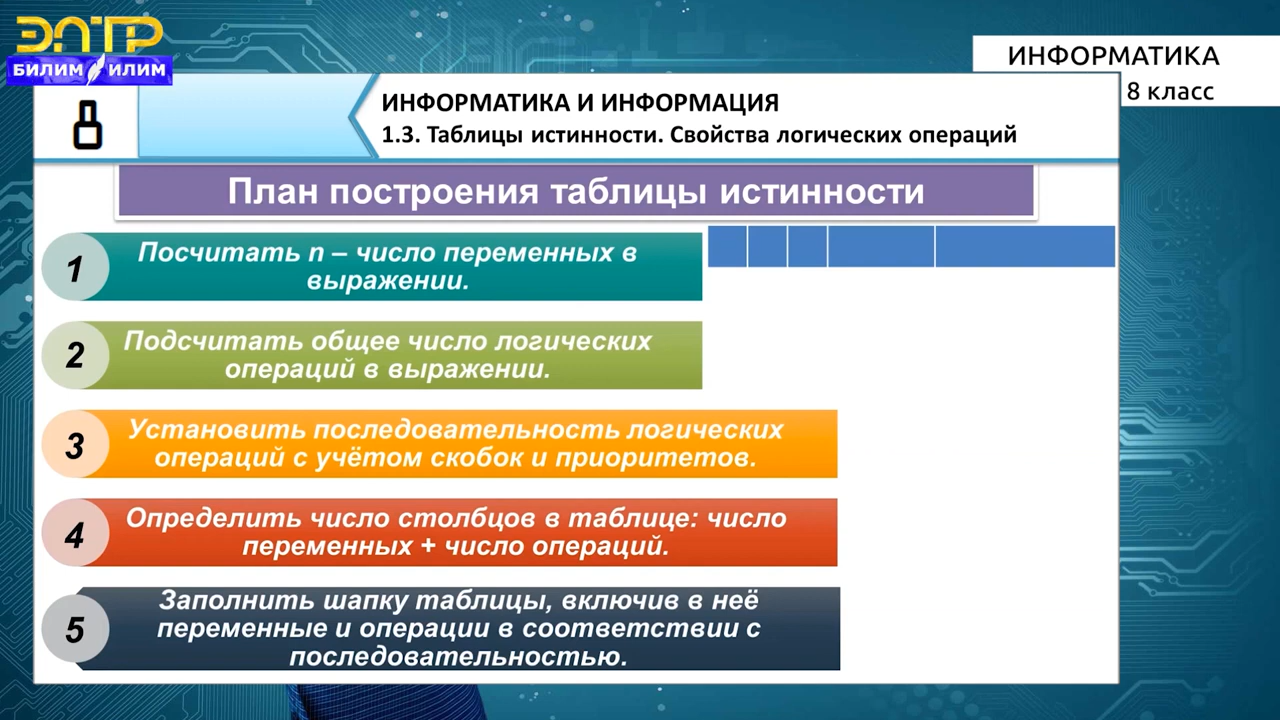 ЭЛТР
БИЛИМ ИЛИМ
ИНФОРМАТИКА
8 класс
ИНФОРМАТИКА И ИНФОРМАЦИЯ
1.3. Таблицы истинности. Свойства логических операций
План построения таблицы истинности
1
Посчитать n – число переменных в
выражении.
2
Подсчитать общее число логических
операций в выражении.
3
Установить последовательность логических
операций с учётом скобок и приоритетов.
4
Определить число столбцов в таблице: число
переменных + число операций.
5
Заполнить шапку таблицы, включив в неё
переменные и операции в соответствии с
последовательностью.